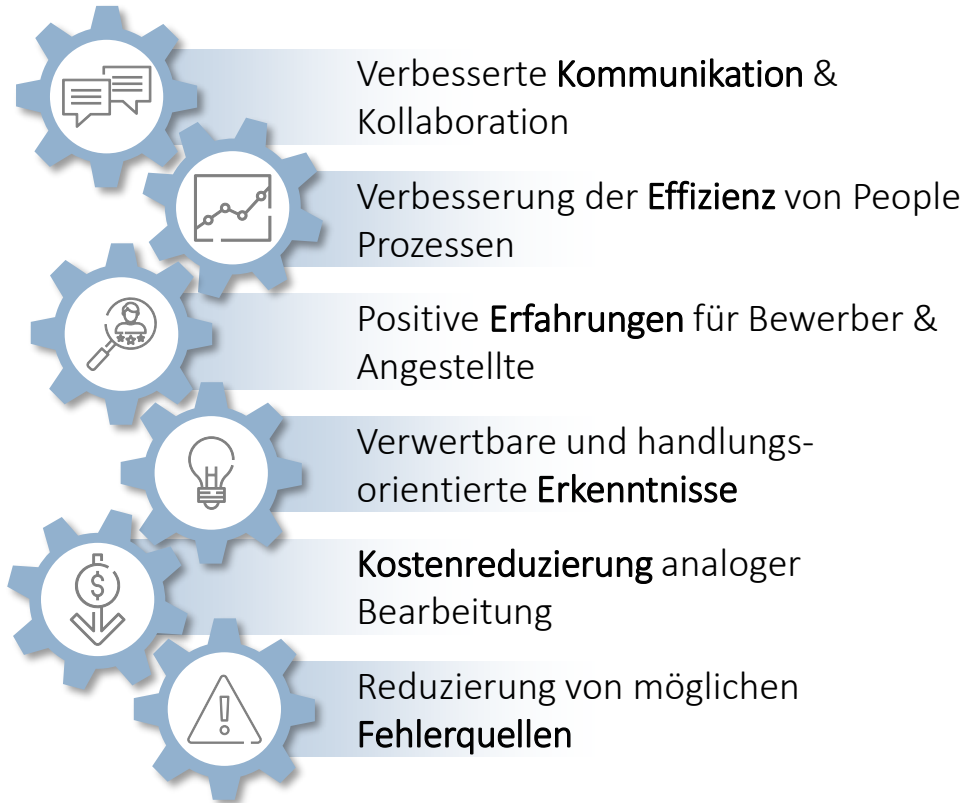 Verbesserte Kommunikation &
Kollaboration
Verbesserung der Effizienz von People
Prozessen
Positive Erfahrungen für Bewerber &
Angestellte
Verwertbare und handlungs-
orientierte Erkenntnisse
$
Kostenreduzierung analoger
Bearbeitung
Reduzierung von möglichen
Fehlerquellen